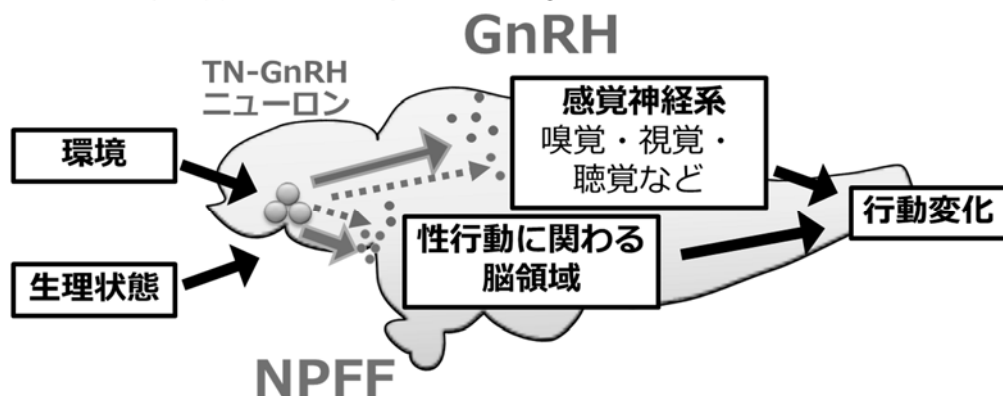 GnRH
TN-GnRH
ニューロン
環境
生理状態
感覚神経系
嗅覚・視覚・
聴覚など
性行動に関わる
脳領域
行動変化
NPFF